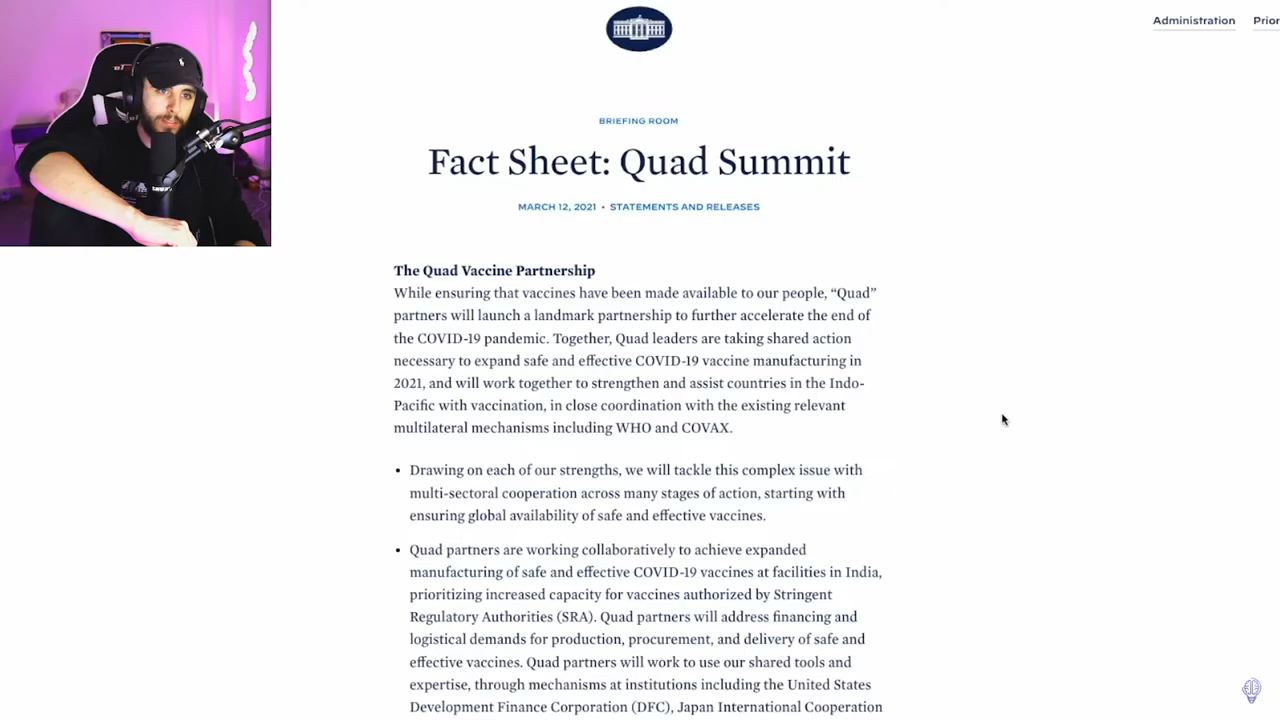 Administration Prior
BRIEFING ROOM
Fact Sheet: Quad Summit
MARCH 12, 2021 • STATEMENTS AND RELEASES
The Quad Vaccine Partnership
While ensuring that vaccines have been made available to our people, “Quad”
partners will launch a landmark partnership to further accelerate the end of
the COVID-19 pandemic. Together, Quad leaders are taking shared action
necessary to expand safe and effective COVID-19 vaccine manufacturing in
2021, and will work together to strengthen and assist countries in the Indo-
Pacific with vaccination, in close coordination with the existing relevant
multilateral mechanisms including WHO and COVAX.
• Drawing on each of our strengths, we will tackle this complex issue with
multi-sectoral cooperation across many stages of action, starting with
ensuring global availability of safe and effective vaccines.
• Quad partners are working collaboratively to achieve expanded
manufacturing of safe and effective COVID-19 vaccines at facilities in India,
prioritizing increased capacity for vaccines authorized by Stringent
Regulatory Authorities (SRA). Quad partners will address financing and
logistical demands for production, procurement, and delivery of safe and
effective vaccines. Quad partners will work to use our shared tools and
expertise, through mechanisms at institutions including the United States
Development Finance Corporation (DFC), Japan International Cooperation